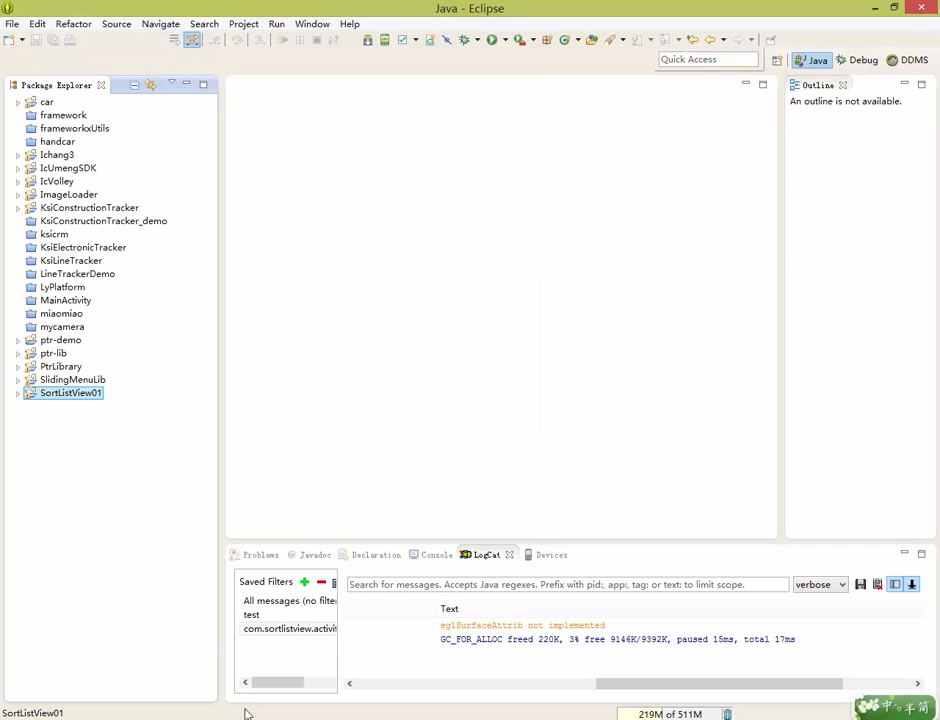 Java - Eclipse
File Edit Refactor Source Navigate Search Project Run Window Help
Quick Access
Java Debug DDMS
Package Explorer
Outline
car
An outline is not available.
framework
frameworkxUtils
handcar
Ichang3
IcUmengSDK
IcVolley
ImageLoader
KsiConstructionTracker
KsiConstructionTracker_demo
ksicrm
KsiElectronicTracker
KsiLineTracker
LineTrackerDemo
LyPlatform
MainActivity
miaomiao
mycamera
ptr-demo
ptr-lib
PtrLibrary
SlidingMenuLib
SortListView01
Problems Javadoc Declaration Console LogCat Devices
Saved Filters
Search for messages. Accepts Java regexes. Prefix with pid:, app:, tag: or text: to limit scope.
verbose
All messages (no filte
test
com.sortlistview.activit
Text
eglSurfaceAttrib not implemented
GC_FOR_ALLOC freed 220K, 3% free 9146K/9392K, paused 15ms, total 17ms
SortListView01
219M of 511M
中 半 简